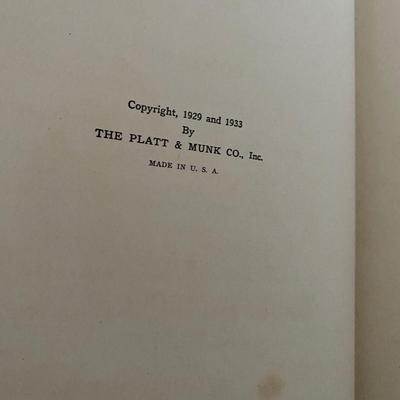 Copyright, 1929 and 1933
By
THE PLATT & MUNK CO., Inc.
MADE IN U. S. A.